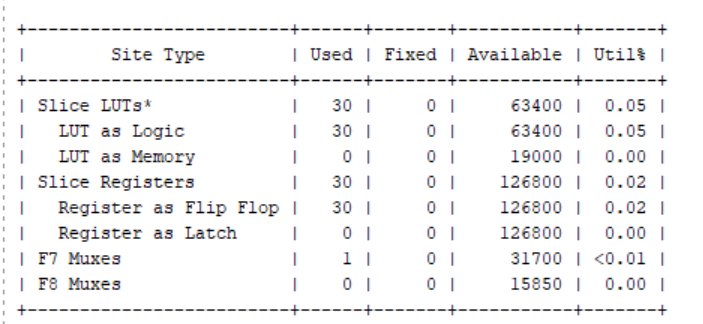 +-------------------------+------+-------+-----------+-------+
|        Site Type        | Used | Fixed | Available | Util% |
+-------------------------+------+-------+-----------+-------+
| Slice LUTs*             |   30 |     0 |     63400 |  0.05 |
|   LUT as Logic          |   30 |     0 |     63400 |  0.05 |
|   LUT as Memory         |    0 |     0 |     19000 |  0.00 |
| Slice Registers         |   30 |     0 |    126800 |  0.02 |
|   Register as Flip Flop |   30 |     0 |    126800 |  0.02 |
|   Register as Latch     |    0 |     0 |    126800 |  0.00 |
| F7 Muxes                |    1 |     0 |     31700 | <0.01 |
| F8 Muxes                |    0 |     0 |     15850 |  0.00 |
+-------------------------+------+-------+-----------+-------+